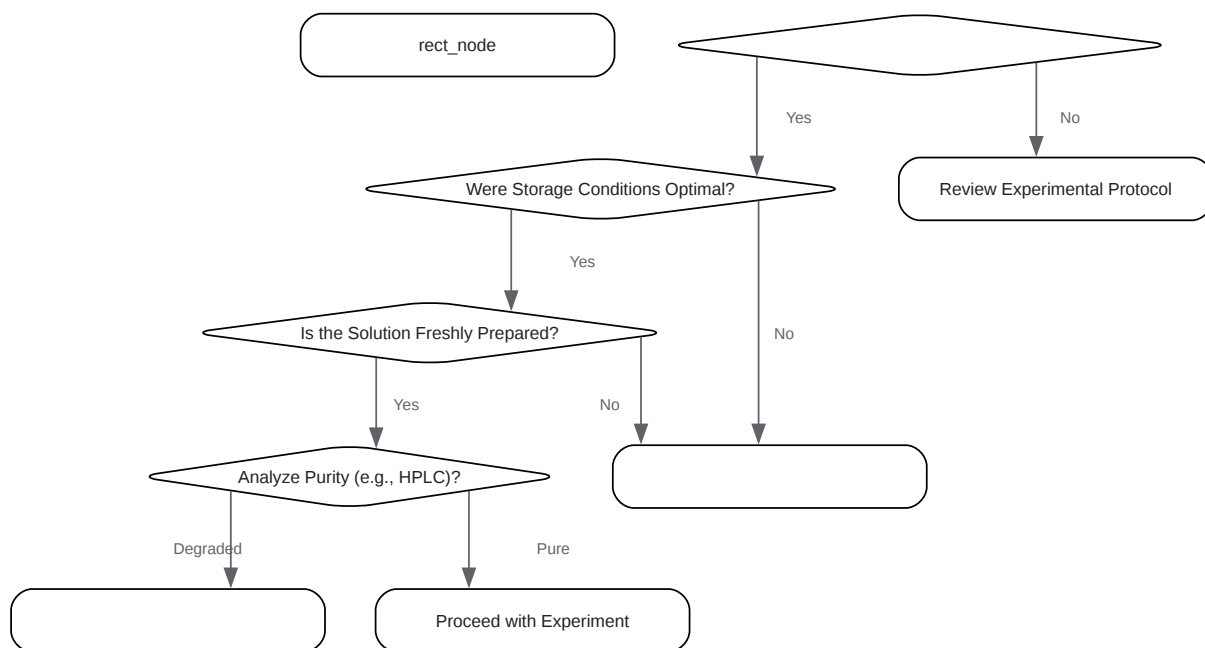 rect_node
Yes
No
Were Storage Conditions Optimal?
Review Experimental Protocol
Yes
Is the Solution Freshly Prepared?
No
Yes
No
Analyze Purity (e.g., HPLC)?
Degraded
Pure
Proceed with Experiment